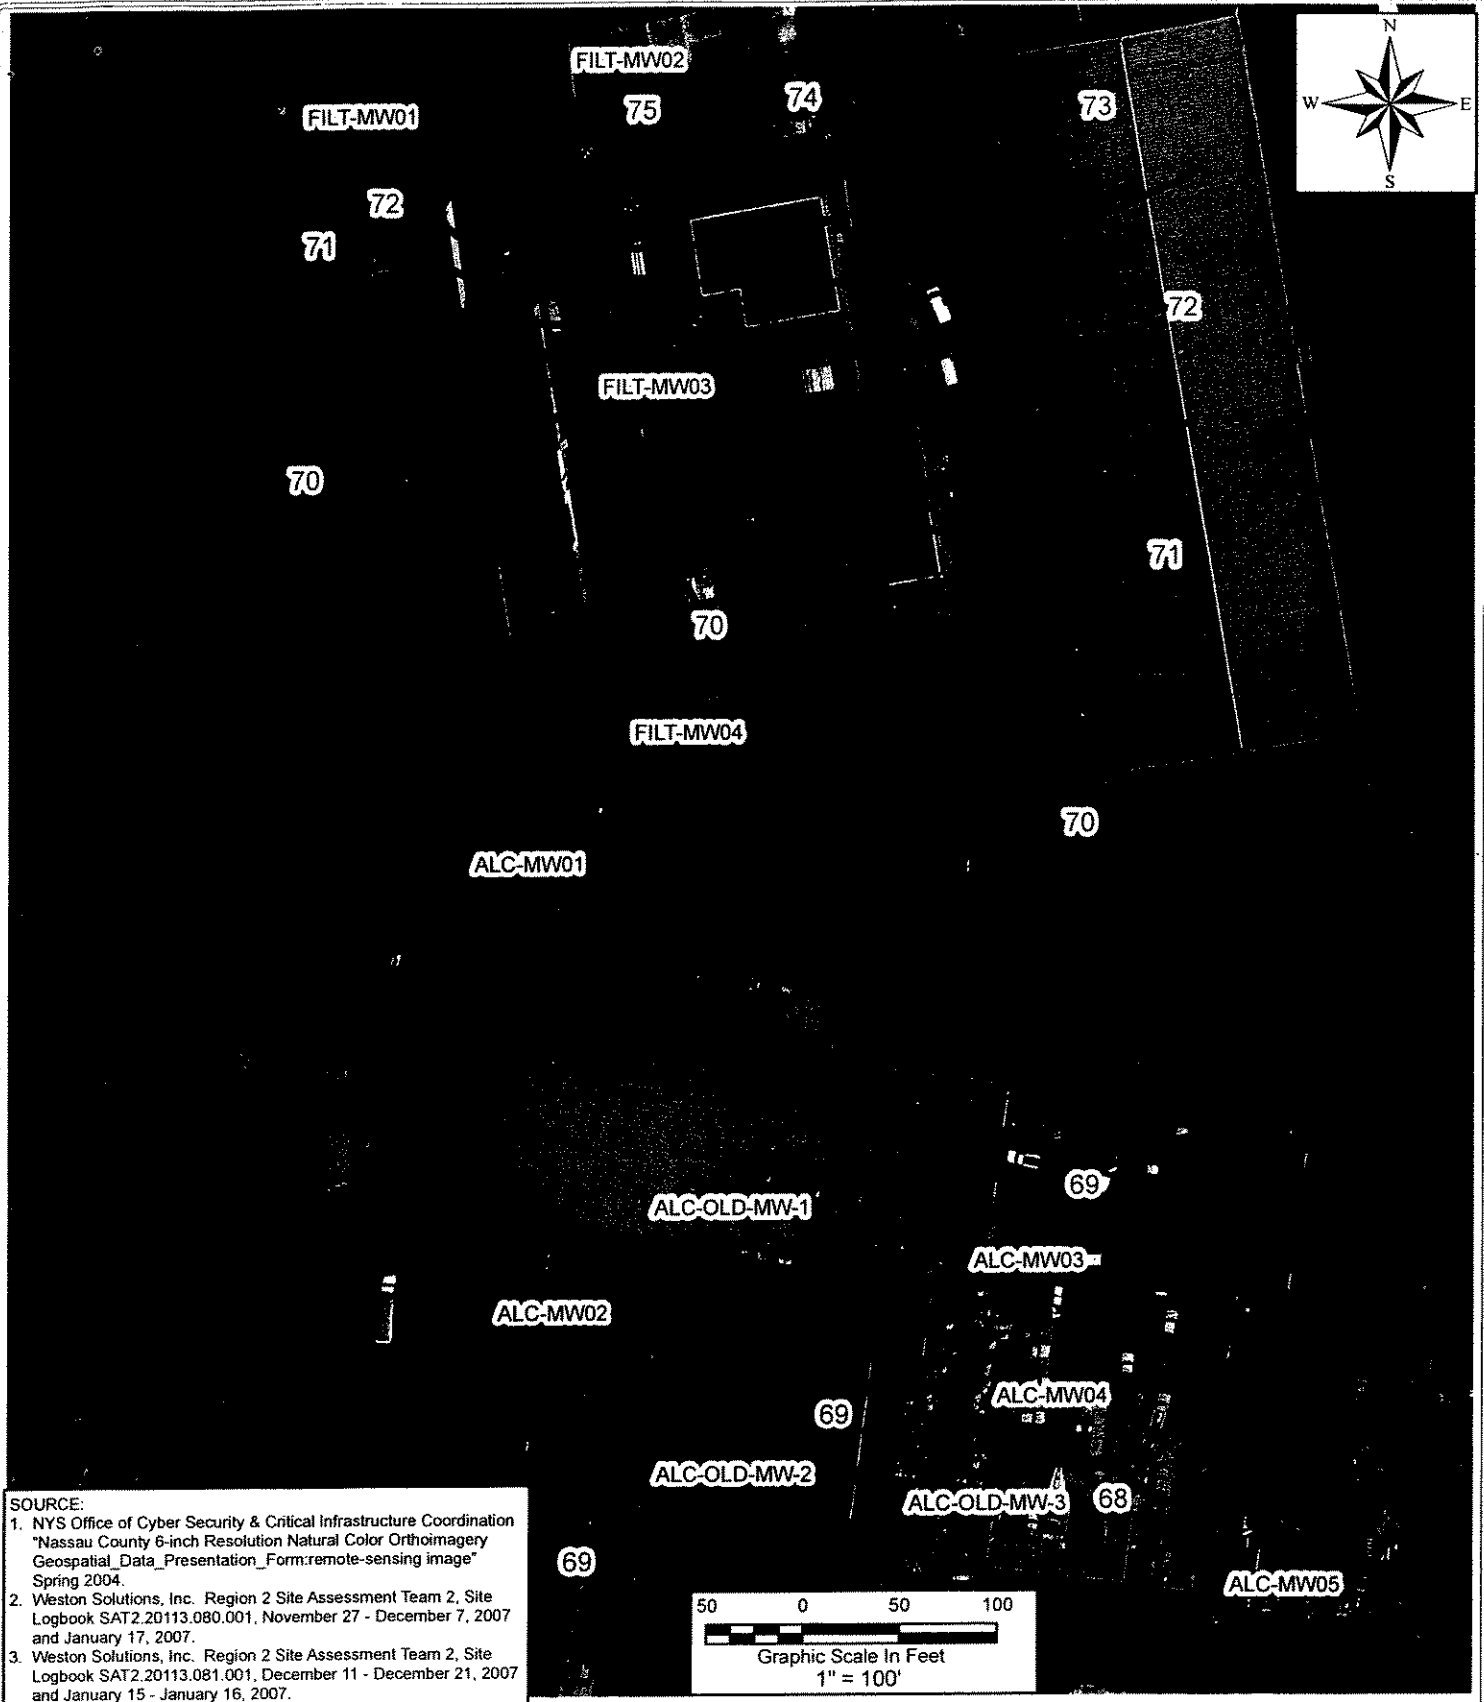 N
FILT-MW02
75
74
73
W E
FILT-MW01
S
72
71
72
FILT-MW03
70
71
70
FILT-MW04
70
ALC-MW01
69
ALC-OLD-MW-1
ALC-MW03
ALC-MW02
ALC-MW04
69
ALC-OLD-MW-2
ALC-OLD-MW-3
68
69
ALC-MW05
SOURCE:
1. NYS Office of Cyber Security & Critical Infrastructure Coordination
"Nassau County 6-inch Resolution Natural Color Orthoimagery
Geospatial_Data_Presentation_Form:remote-sensing image"
Spring 2004.
2. Weston Solutions, Inc. Region 2 Site Assessment Team 2, Site
Logbook SAT2.20113.080.001, November 27 - December 7, 2007
and January 17, 2007.
3. Weston Solutions, Inc. Region 2 Site Assessment Team 2, Site
Logbook SAT2.20113.081.001, December 11 - December 21, 2007
and January 15 - January 16, 2007.
50 0 50 100
Graphic Scale In Feet
1" = 100'